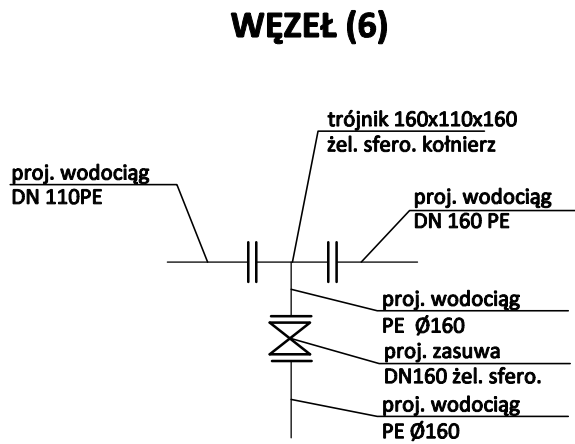 WĘZEŁ (6)
trójnik 160x110x160
żel. sfero. kołnierz
proj. wodociąg
DN 110PE
proj. wodociąg
DN 160 PE
proj. wodociąg
PE Ø160
proj. zasuwa
DN160 żel. sfero.
proj. wodociąg
PE Ø160